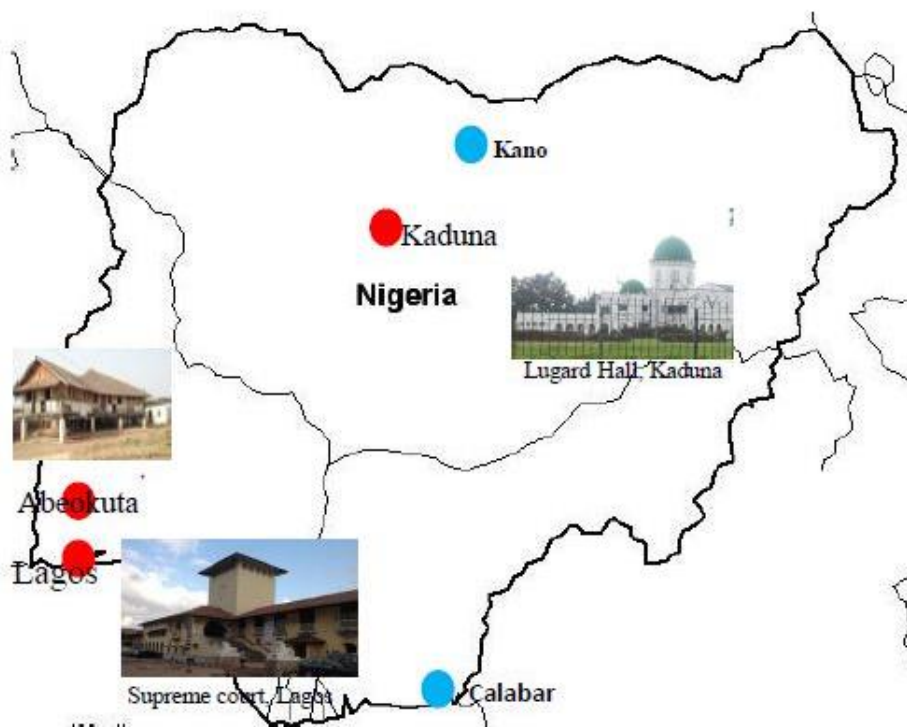 Kano
Kaduna
Nigeria
Lugard Hall, Kaduna
Abeokuta
Lagos
Supreme court, Lagos
Calabar